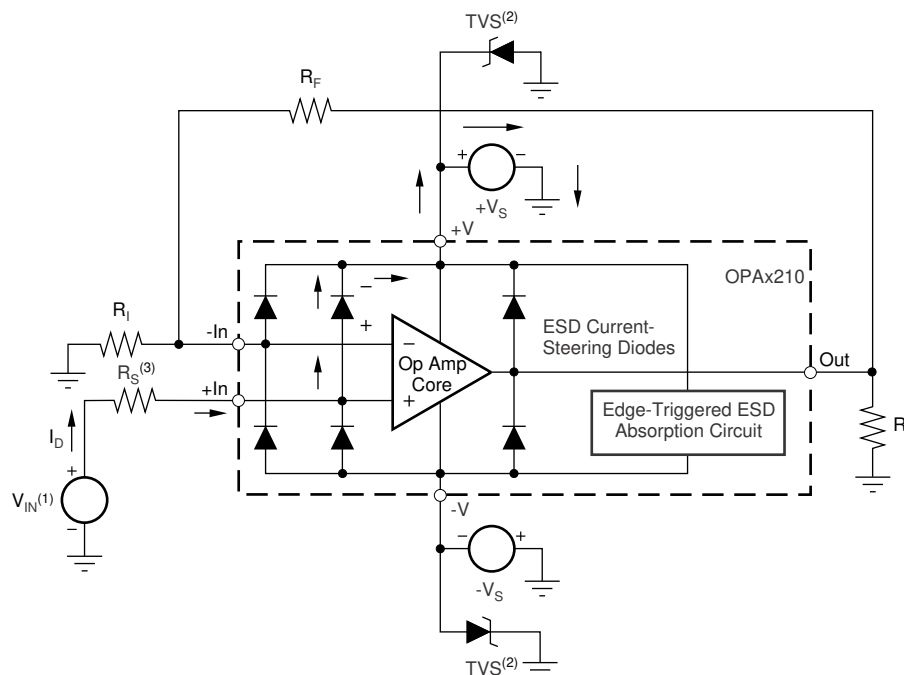 TVS(2)
RF
+ −
+VS
+V
OPAx210
−
RI
-In
+
−
ESD Current-
Steering Diodes
Op Amp
Core
Out
RS(3)
+In
+
Edge-Triggered ESD
Absorption Circuit
R
ID
+
VIN(1)
−
-V
− +
-VS
TVS(2)